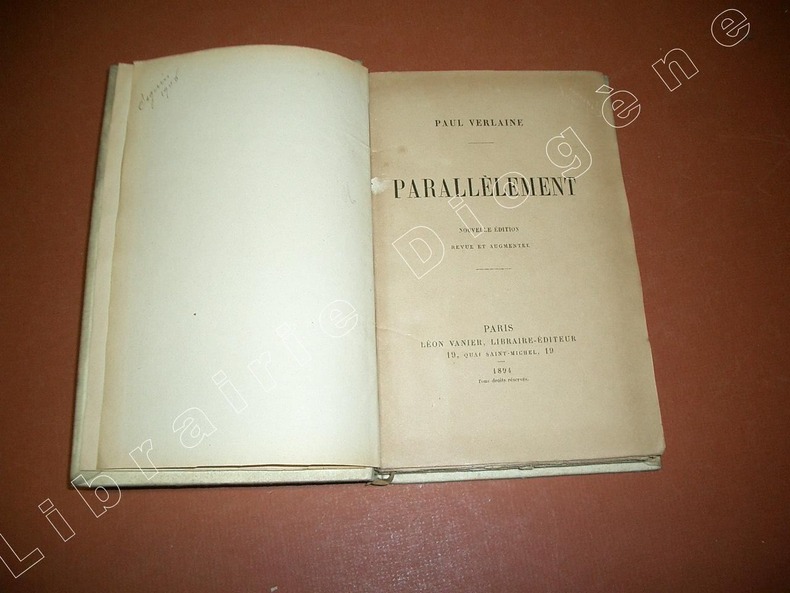 PAUL VERLAINE
PARALLÈLEMENT
NOUVELLE ÉDITION
REVUE ET AUGMENTÉE
PARIS
LÉON VANIER, LIBRAIRE-ÉDITEUR
19, QUAI SAINT-MICHEL, 19
1894
Tous droits réservés.
Librairie Diogène